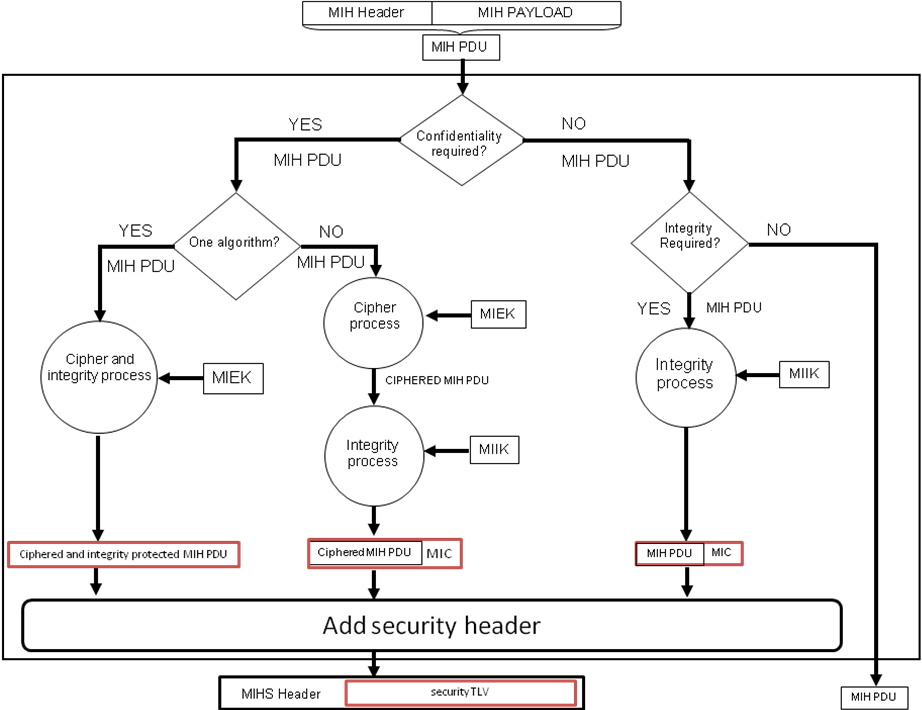 MIH Header
MIH PAYLOAD
MIH PDU
Confidentiality
required?
YES
MIH PDU
NO
MIH PDU
One algorithm?
Integrity
Required?
YES
MIH PDU
NO
MIH PDU
NO
YES
MIH PDU
Cipher
process
MIEK
Cipher and
integrity process
MIEK
CIPHERED MIH PDU
Integrity
process
MIIK
Integrity
process
MIIK
Ciphered and integrity protected MIH PDU
Ciphered MIH PDU
MIC
MIH PDU
MIC
Add security header
MIHS Header
security TLV
MIH PDU